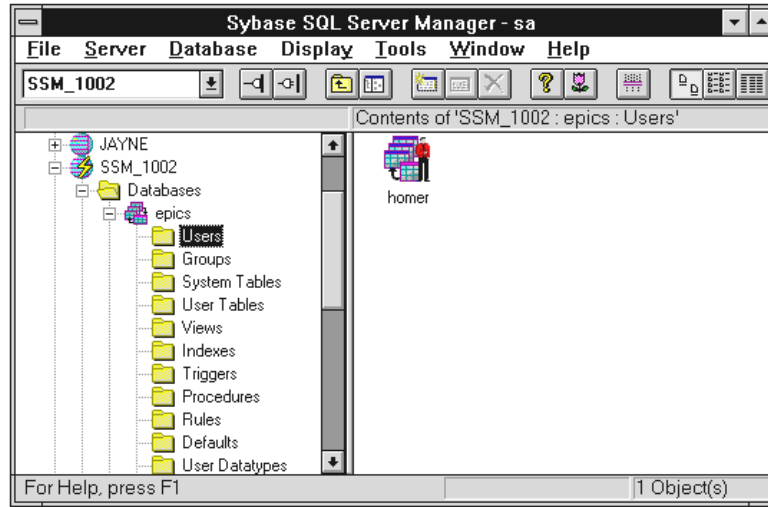 Sybase SQL Server Manager - sa
File Server Database Display Tools Window Help
SSM_1002
Contents of 'SSM_1002 : epics : Users'
JAYNE
SSM_1002
Databases
epics
Users
Groups
System Tables
User Tables
Views
Indexes
Triggers
Procedures
Rules
Defaults
User Datatypes
homer
For Help, press F1
1 Object(s)